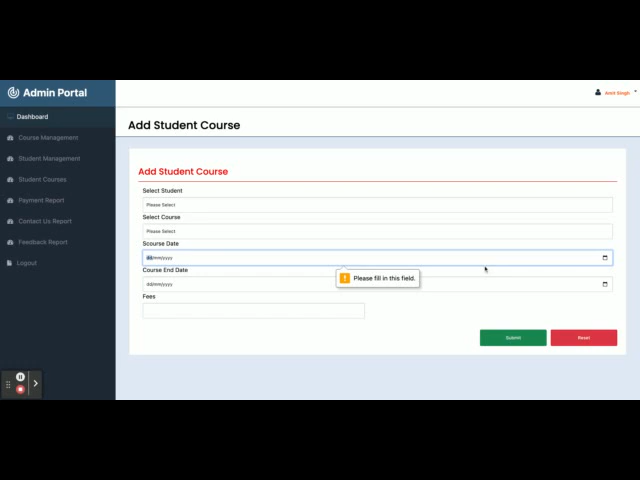 Admin Portal
Amit Singh
Dashboard
Course Management
Student Management
Student Courses
Payment Report
Contact Us Report
Feedback Report
Logout
Add Student Course
Add Student Course
Select Student
Please Select
Select Course
Please Select
Scourse Date
dd/mm/yyyy
Please fill in this field.
Course End Date
dd/mm/yyyy
Fees
Submit
Reset